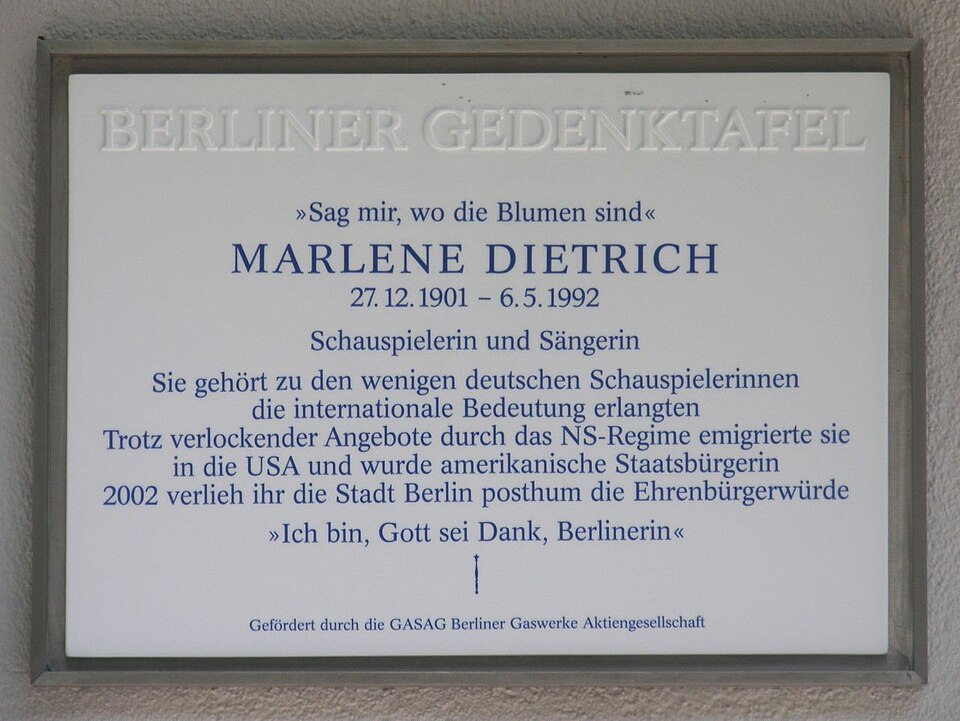 BERLINER GEDENKTAFEL
»Sag mir, wo die Blumen sind«
MARLENE DIETRICH
27.12.1901 – 6.5.1992
Schauspielerin und Sängerin
Sie gehört zu den wenigen deutschen Schauspielerinnen
die internationale Bedeutung erlangten
Trotz verlockender Angebote durch das NS-Regime emigrierte sie
in die USA und wurde amerikanische Staatsbürgerin
2002 verlieh ihr die Stadt Berlin posthum die Ehrenbürgerwürde
»Ich bin, Gott sei Dank, Berlinerin«
Gefördert durch die GASAG Berliner Gaswerke Aktiengesellschaft